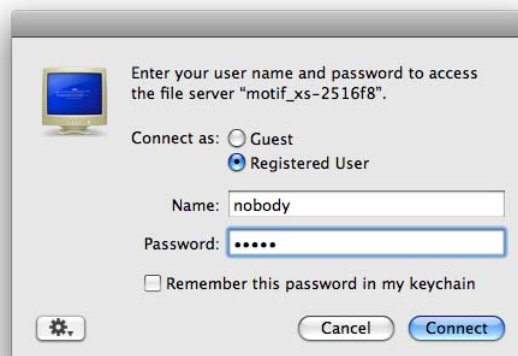 Enter your user name and password to access
the file server “motif_xs-2516f8”.
Connect as: Guest
Registered User
Name: nobody
Password: •••••
Remember this password in my keychain
Cancel Connect